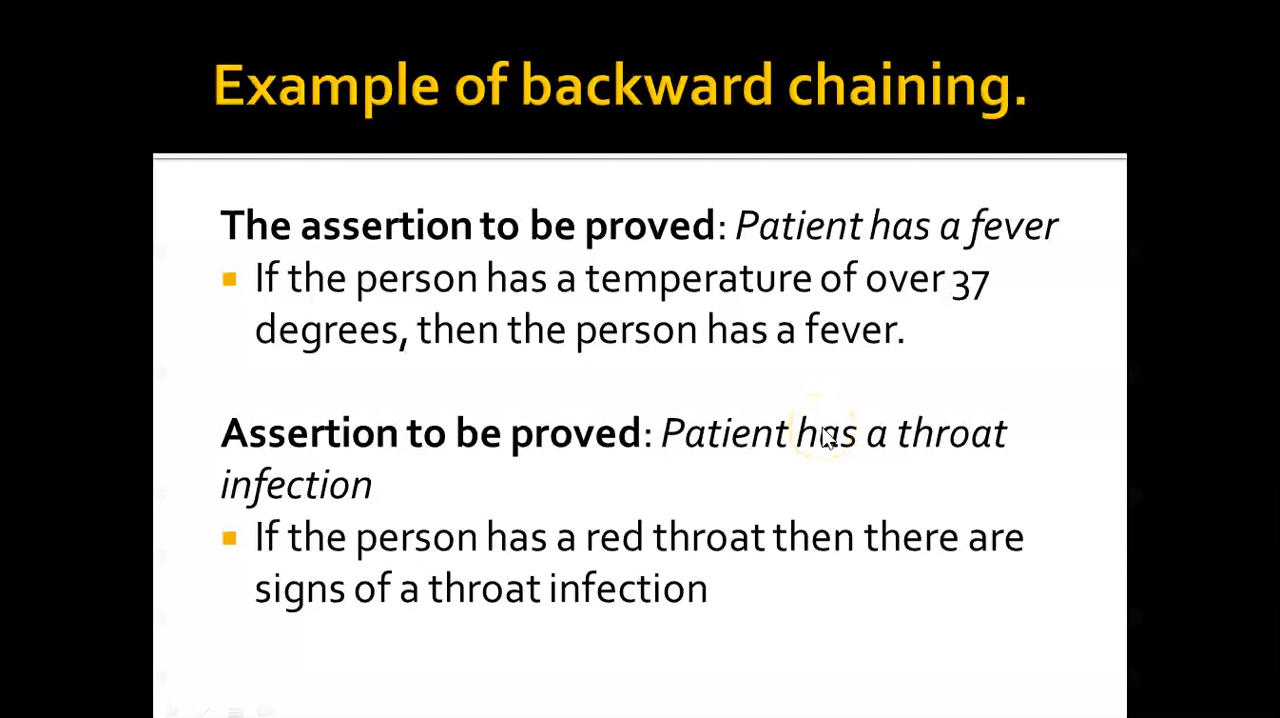 Example of backward chaining.
The assertion to be proved: Patient has a fever
If the person has a temperature of over 37
degrees, then the person has a fever.
Assertion to be proved: Patient has a throat
infection
If the person has a red throat then there are
signs of a throat infection